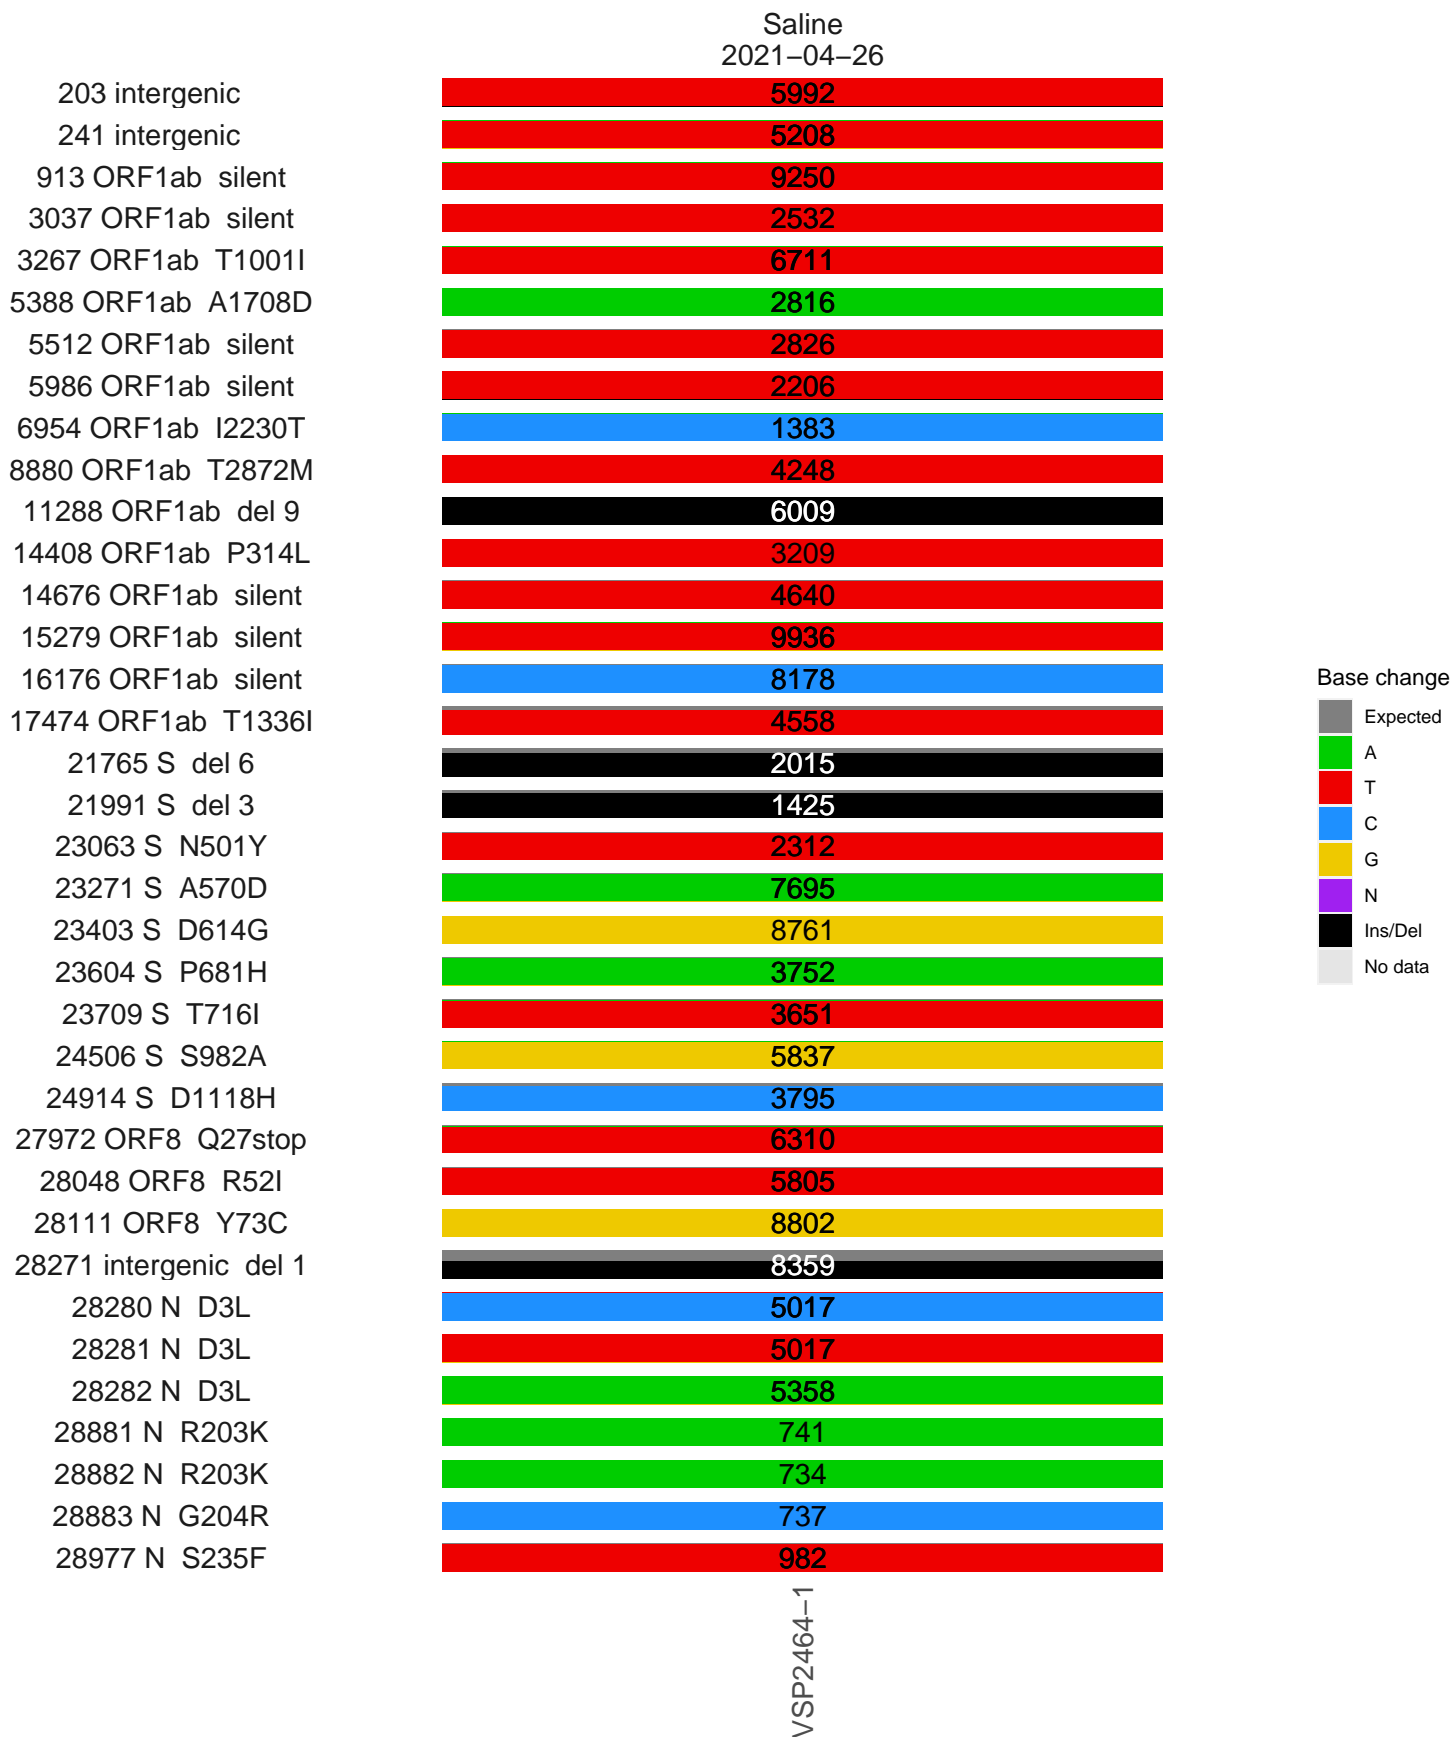 Saline
2021−04−26
203 intergenic 5992
241 intergenic 5208
913 ORF1ab silent 9250
3037 ORF1ab silent 2532
3267 ORF1ab T1001I 6711
5388 ORF1ab A1708D 2816
5512 ORF1ab silent 2826
5986 ORF1ab silent 2206
6954 ORF1ab I2230T 1383
8880 ORF1ab T2872M 4248
11288 ORF1ab del 9 6009
14408 ORF1ab P314L 3209
14676 ORF1ab silent 4640
15279 ORF1ab silent 9936
16176 ORF1ab silent 8178
17474 ORF1ab T1336I 4558
21765 S del 6 2015
21991 S del 3 1425
23063 S N501Y 2312
23271 S A570D 7695
23403 S D614G 8761
23604 S P681H 3752
23709 S T716I 3651
24506 S S982A 5837
24914 S D1118H 3795
27972 ORF8 Q27stop 6310
28048 ORF8 R52I 5805
28111 ORF8 Y73C 8802
28271 intergenic del 1 8359
28280 N D3L 5017
28281 N D3L 5017
28282 N D3L 5358
28881 N R203K 741
28882 N R203K 734
28883 N G204R 737
28977 N S235F 982
VSP2464−1
Base change
Expected
A
T
C
G
N
Ins/Del
No data